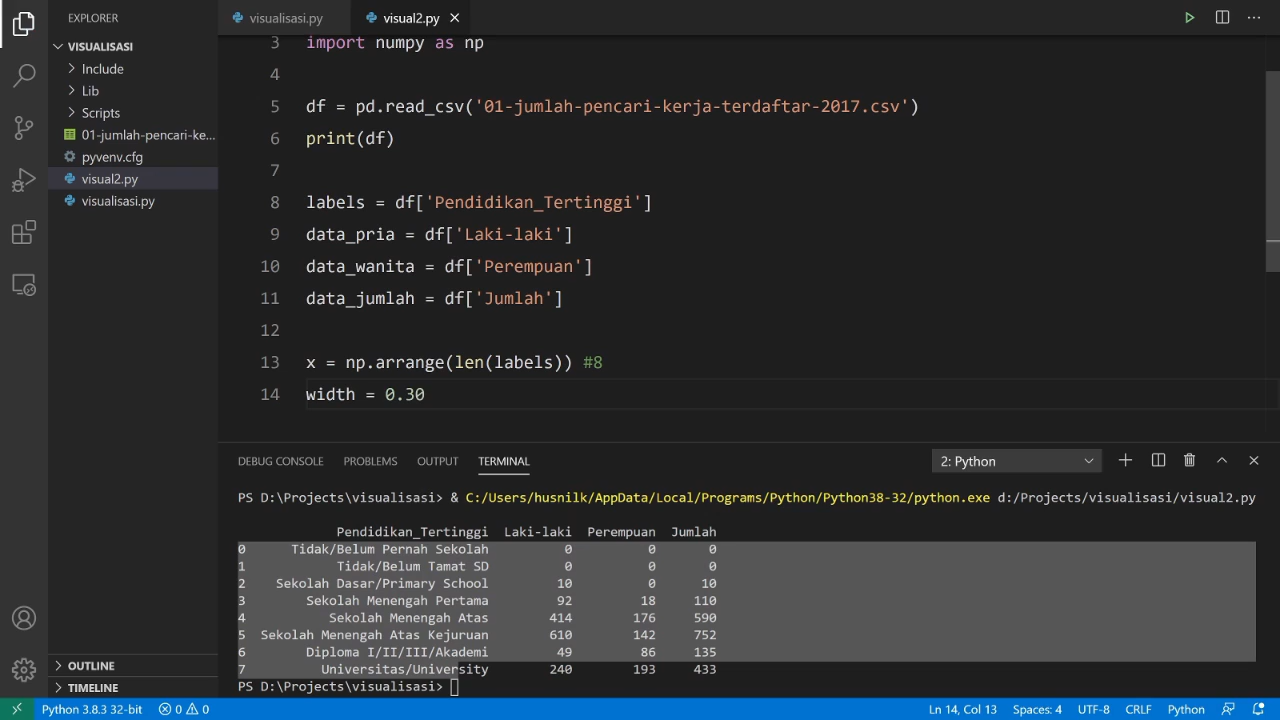 EXPLORER
VISUALISASI
Include
Lib
Scripts
01-jumlah-pencari-ke...
pyvenv.cfg
visual2.py
visualisasi.py
OUTLINE
TIMELINE
visualisasi.py visual2.py
3 import numpy as np
4
5 df = pd.read_csv('01-jumlah-pencari-kerja-terdaftar-2017.csv')
6 print(df)
7
8 labels = df['Pendidikan_Tertinggi']
9 data_pria = df['Laki-laki']
10 data_wanita = df['Perempuan']
11 data_jumlah = df['Jumlah']
12
13 x = np.arrange(len(labels)) #8
14 width = 0.30
DEBUG CONSOLE PROBLEMS OUTPUT TERMINAL 2: Python
PS D:\Projects\visualisasi> & C:/Users/husnilk/AppData/Local/Programs/Python/Python38-32/python.exe d:/Projects/visualisasi/visual2.py
Pendidikan_Tertinggi Laki-laki Perempuan Jumlah
0 Tidak/Belum Pernah Sekolah 0 0 0
1 Tidak/Belum Tamat SD 0 0 0
2 Sekolah Dasar/Primary School 10 0 10
3 Sekolah Menengah Pertama 92 18 110
4 Sekolah Menengah Atas 414 176 590
5 Sekolah Menengah Atas Kejuruan 610 142 752
6 Diploma I/II/III/Akademi 49 86 135
7 Universitas/University 240 193 433
PS D:\Projects\visualisasi>
Python 3.8.3 32-bit 0 0 Ln 14, Col 13 Spaces: 4 UTF-8 CRLF Python